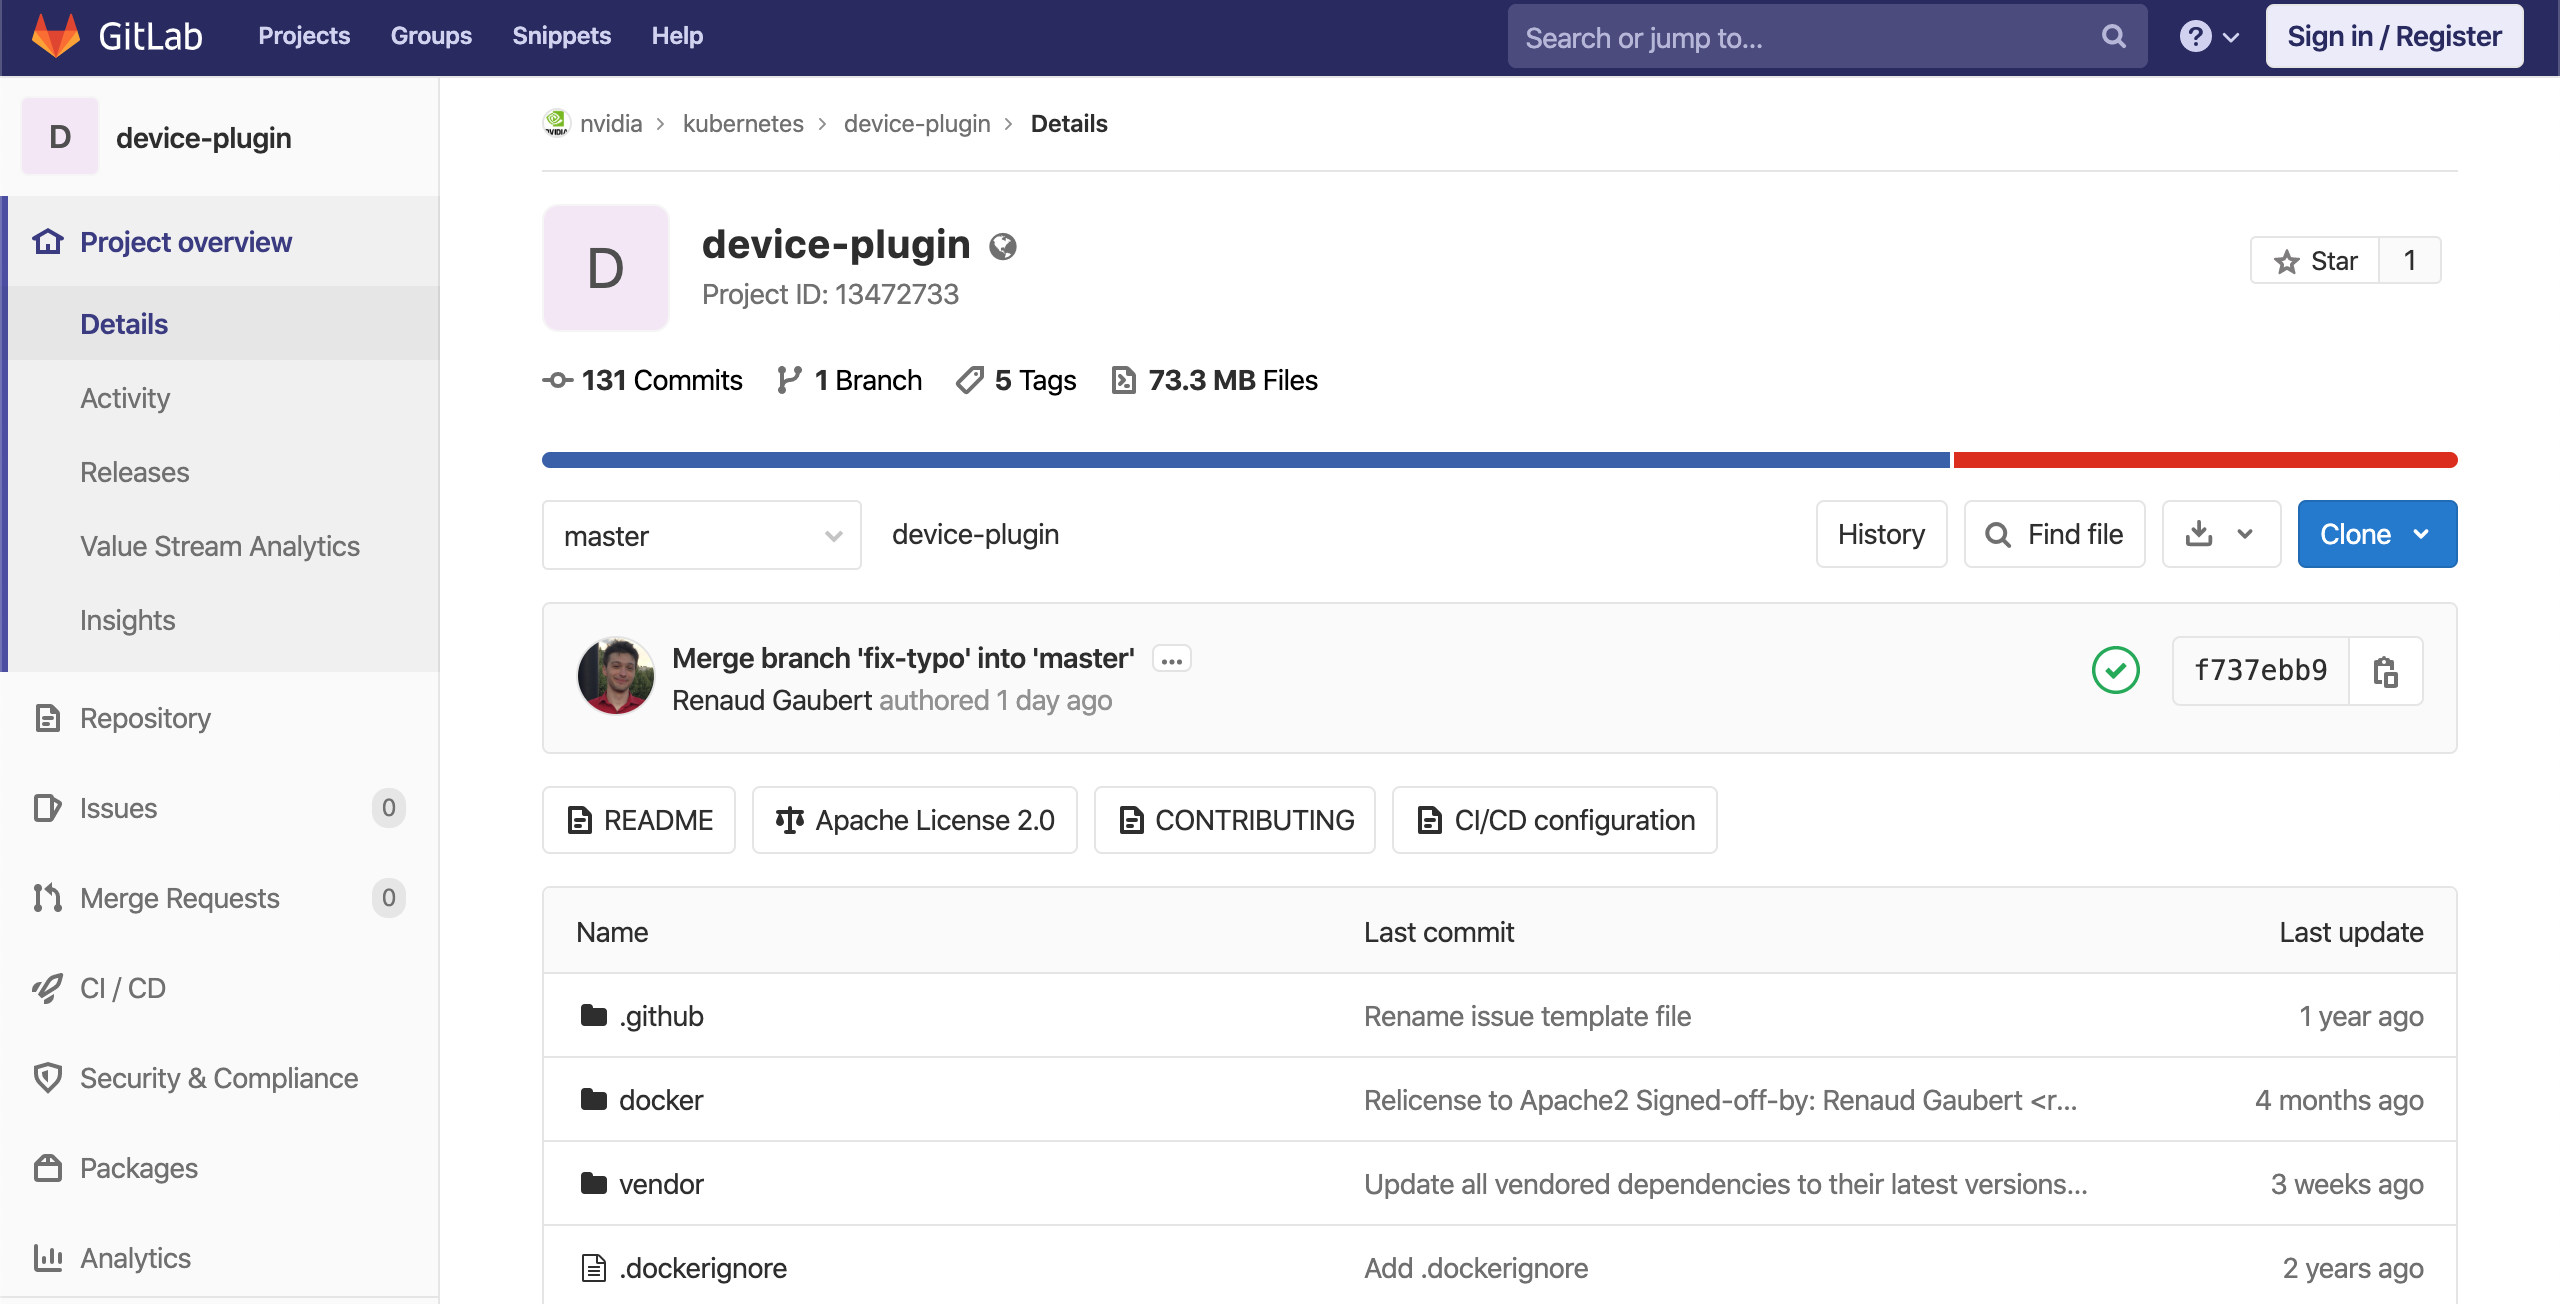 GitLab Projects Groups Snippets Help Search or jump to... ? Sign in / Register
D device-plugin
Project overview
Details
Activity
Releases
Value Stream Analytics
Insights
Repository
Issues 0
Merge Requests 0
CI / CD
Security & Compliance
Packages
Analytics
nvidia > kubernetes > device-plugin > Details
D
device-plugin
Project ID: 13472733
Star 1
131 Commits 1 Branch 5 Tags 73.3 MB Files
master device-plugin History Find file Clone
Merge branch 'fix-typo' into 'master' ...
Renaud Gaubert authored 1 day ago
f737ebb9
README Apache License 2.0 CONTRIBUTING CI/CD configuration
Name Last commit Last update
.github Rename issue template file 1 year ago
docker Relicense to Apache2 Signed-off-by: Renaud Gaubert <r... 4 months ago
vendor Update all vendored dependencies to their latest versions... 3 weeks ago
.dockerignore Add .dockerignore 2 years ago